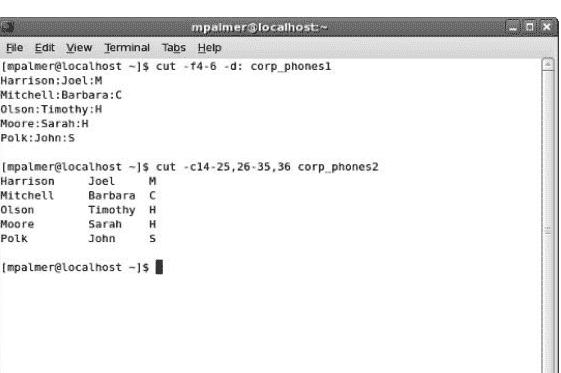 mpalmer@localhost:~
File Edit View Terminal Tabs Help
[mpalmer@localhost ~]$ cut -f4-6 -d: corp_phones1
Harrison:Joel:M
Mitchell:Barbara:C
Olson:Timothy:H
Moore:Sarah:H
Polk:John:S
[mpalmer@localhost ~]$ cut -c14-25,26-35,36 corp_phones2
Harrison Joel M
Mitchell Barbara C
Olson Timothy H
Moore Sarah H
Polk John S
[mpalmer@localhost ~]$